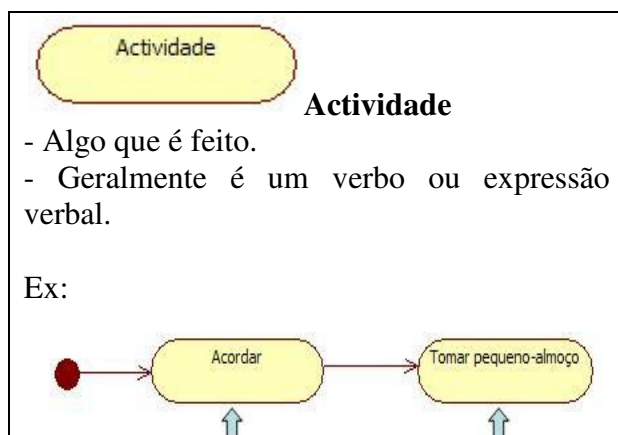 Actividade
Actividade
- Algo que é feito.
- Geralmente é um verbo ou expressão
verbal.
Ex:
Acordar
Tomar pequeno-almoço